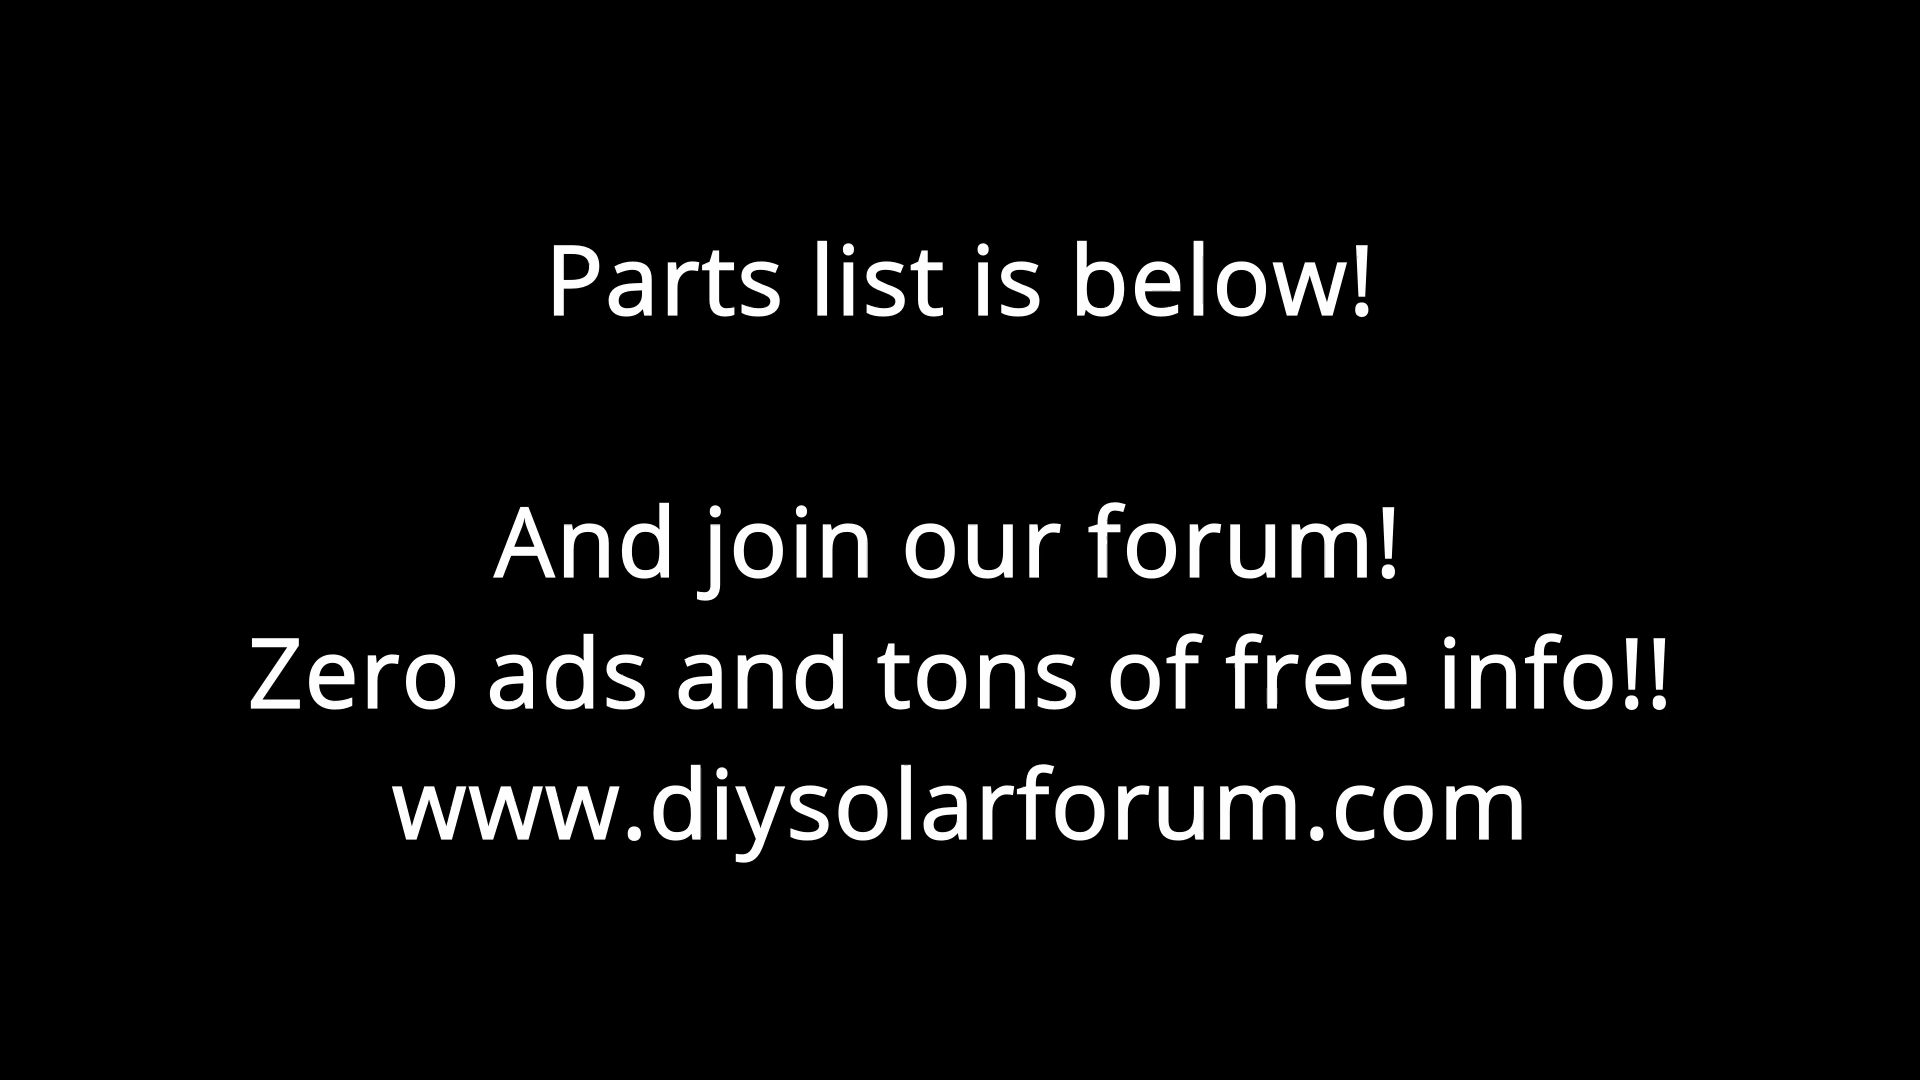 Parts list is below!
And join our forum!
Zero ads and tons of free info!!
www.diysolarforum.com